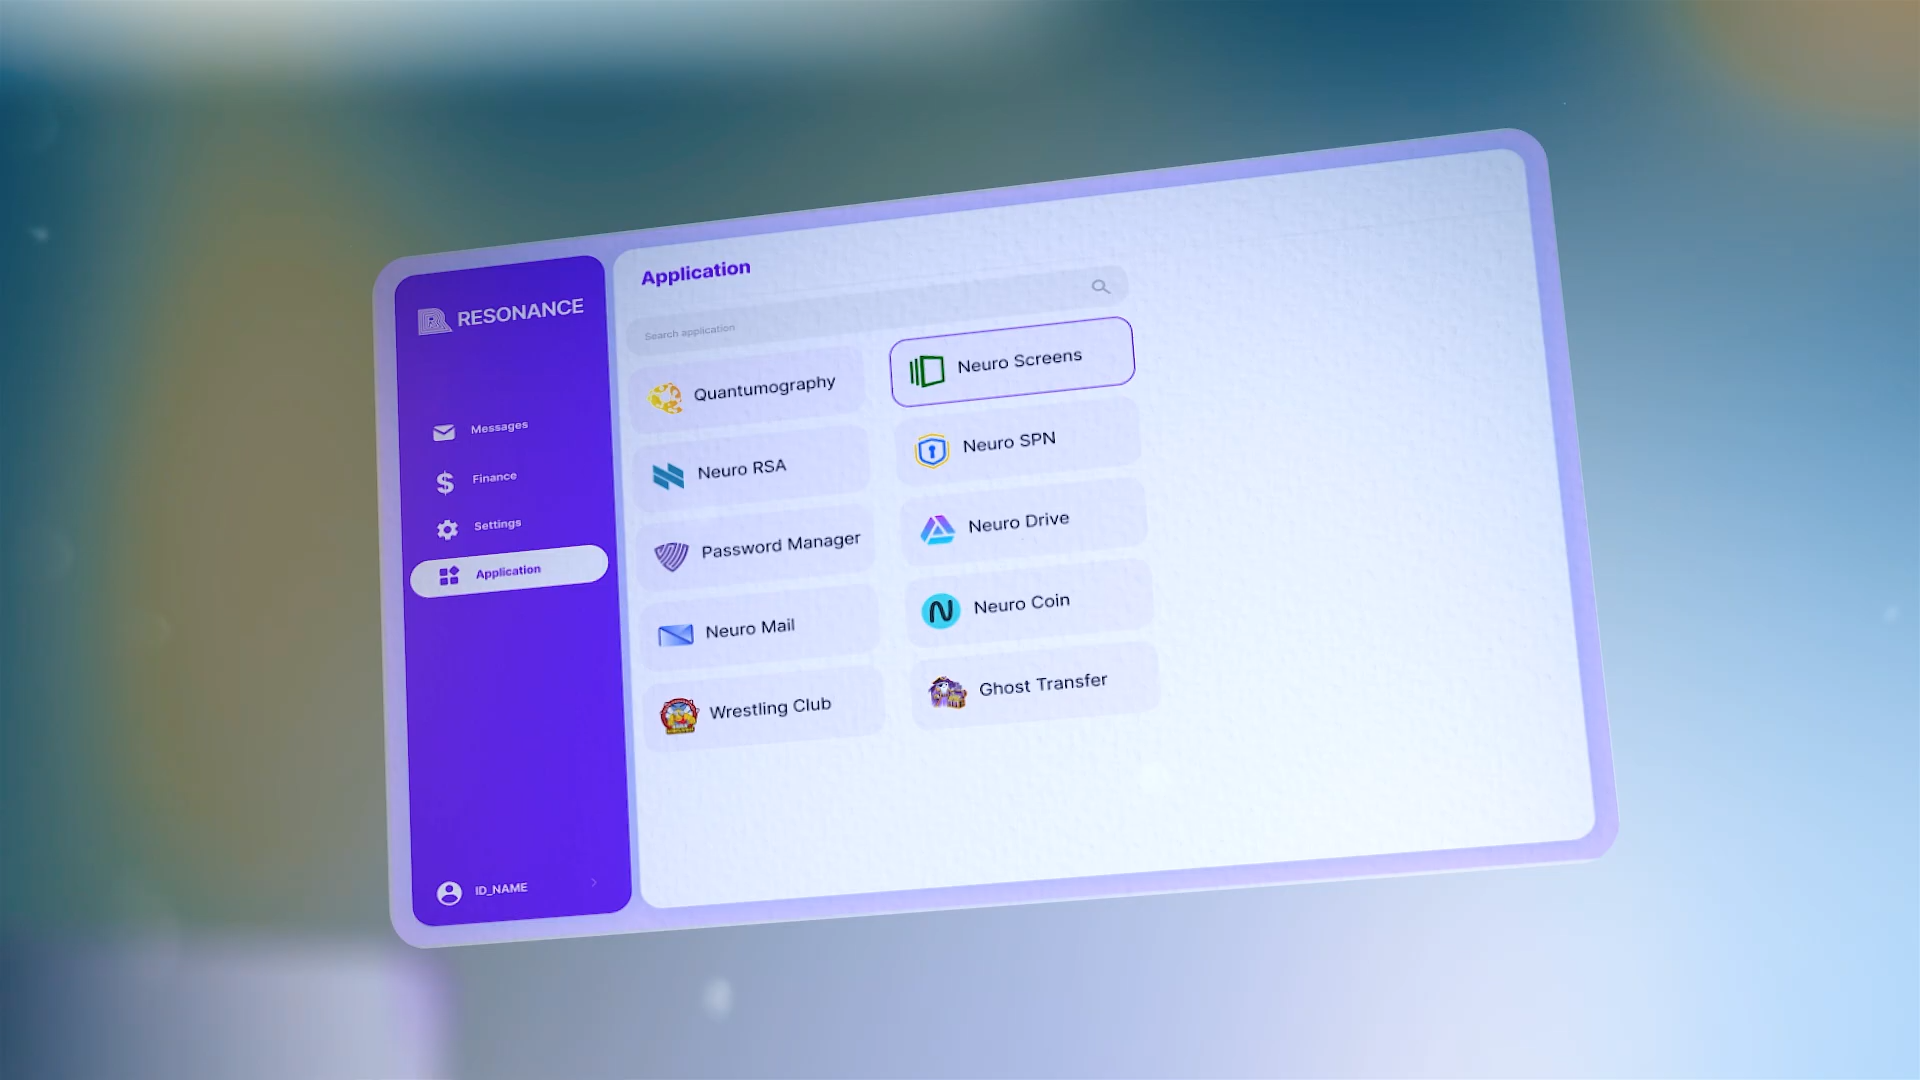 RESONANCE
Messages
Finance
Settings
Application
ID_NAME
Application
Search application
Quantumography
Neuro Screens
Neuro RSA
Neuro SPN
Password Manager
Neuro Drive
Neuro Mail
Neuro Coin
Wrestling Club
Ghost Transfer